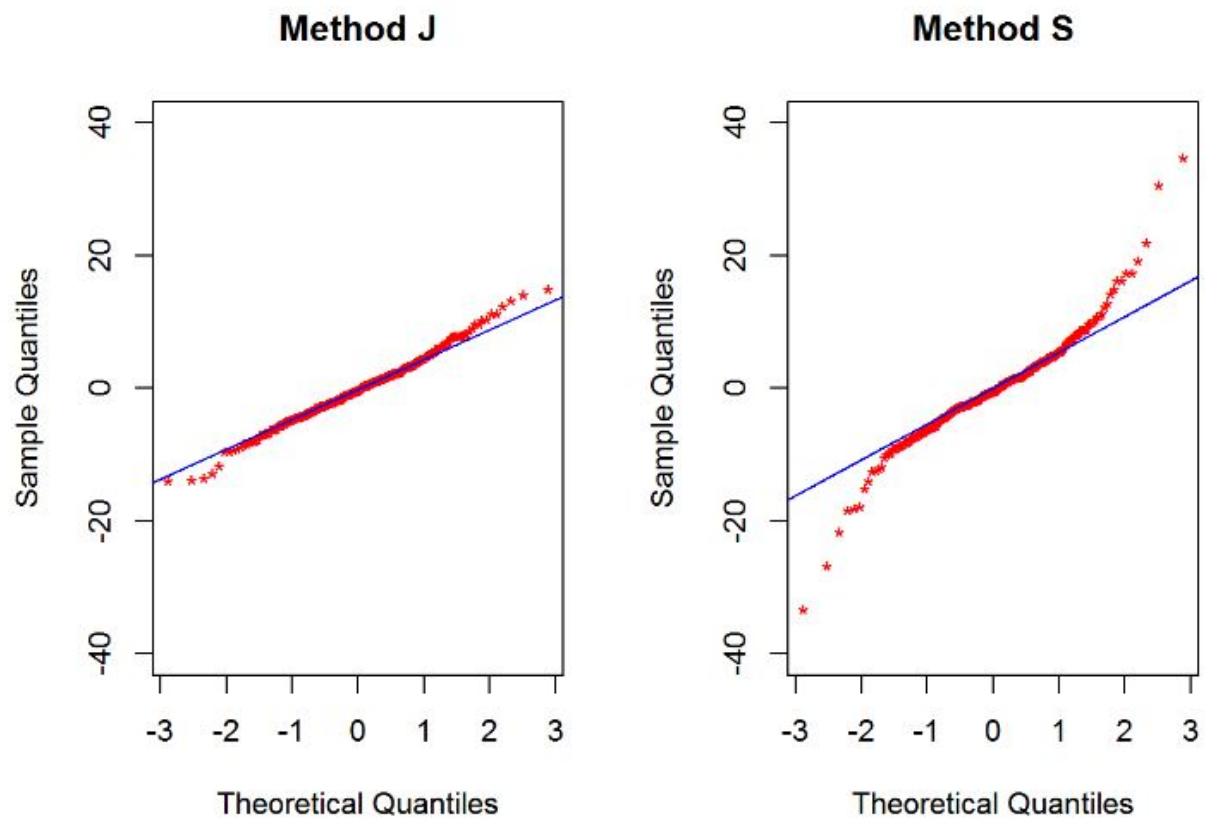 Method J
Sample Quantiles
40
20
0
-20
-40
-3 -2 -1 0 1 2 3
Theoretical Quantiles
Method S
Sample Quantiles
40
20
0
-20
-40
-3 -2 -1 0 1 2 3
Theoretical Quantiles